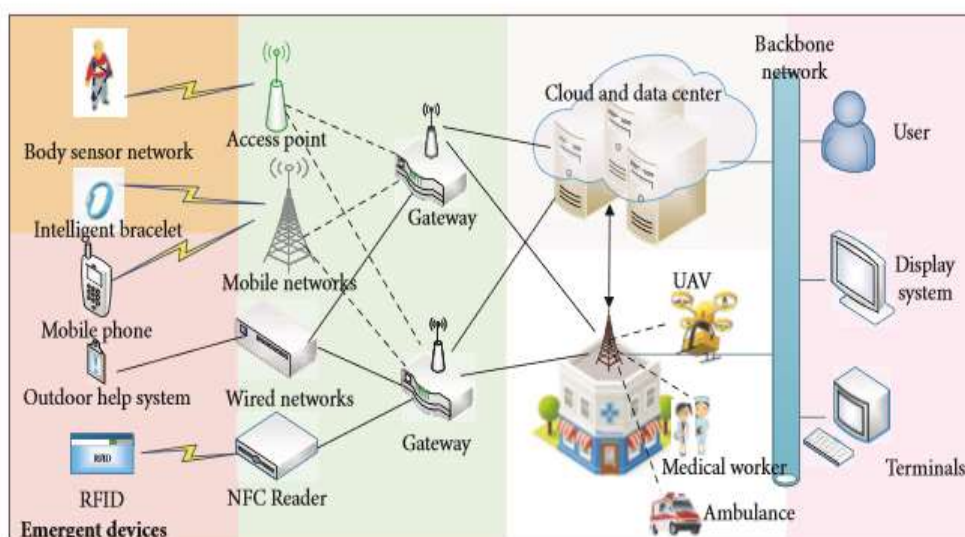 Body sensor network
Intelligent bracelet
Mobile phone
Outdoor help system
RFID
RFID
Emergent devices
Access point
Mobile networks
Wired networks
NFC Reader
Gateway
Gateway
Cloud and data center
UAV
Medical worker
Ambulance
Backbone
network
User
Display
system
Terminals